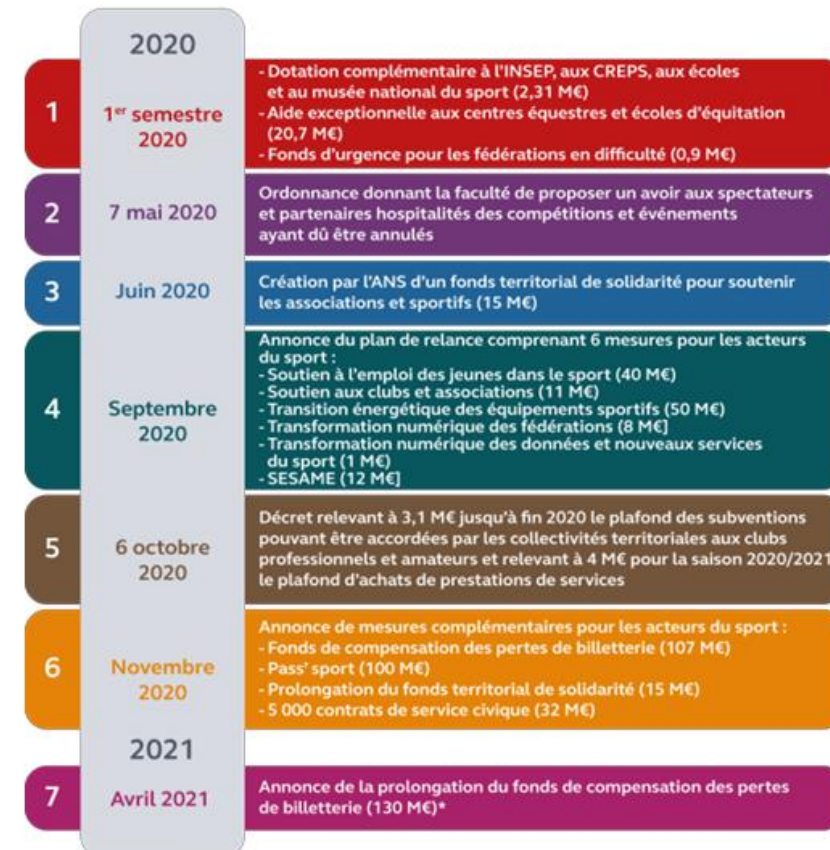 2020
1
1er semestre
2020
- Dotation complémentaire à l'INSEP, aux CREPS, aux écoles
et au musée national du sport (2,31 M€)
- Aide exceptionnelle aux centres équestres et écoles d'équitation
(20,7 M€)
- Fonds d'urgence pour les fédérations en difficulté (0,9 M€)
2
7 mai 2020
Ordonnance donnant la faculté de proposer un avoir aux spectateurs
et partenaires hospitalités des compétitions et événements
ayant dû être annulés
3
Juin 2020
Création par l'ANS d'un fonds territorial de solidarité pour soutenir
les associations et sportifs (15 M€)
4
Septembre
2020
Annonce du plan de relance comprenant 6 mesures pour les acteurs
du sport :
- Soutien à l'emploi des jeunes dans le sport (40 M€)
- Soutien aux clubs et associations (11 M€)
- Transition énergétique des équipements sportifs (50 M€)
- Transformation numérique des fédérations (8 M€]
- Transformation numérique des données et nouveaux services
du sport (1 M€)
- SESAME (12 M€]
5
6 octobre
2020
Décret relevant à 3,1 M€ jusqu'à fin 2020 le plafond des subventions
pouvant être accordées par les collectivités territoriales aux clubs
professionnels et amateurs et relevant à 4 M€ pour la saison 2020/2021
le plafond d'achats de prestations de services
6
Novembre
2020
Annonce de mesures complémentaires pour les acteurs du sport :
- Fonds de compensation des pertes de billetterie (107 M€)
- Pass' sport (100 M€)
- Prolongation du fonds territorial de solidarité (15 M€)
- 5 000 contrats de service civique (32 M€)
2021
7
Avril 2021
Annonce de la prolongation du fonds de compensation des pertes
de billetterie (130 M€)*